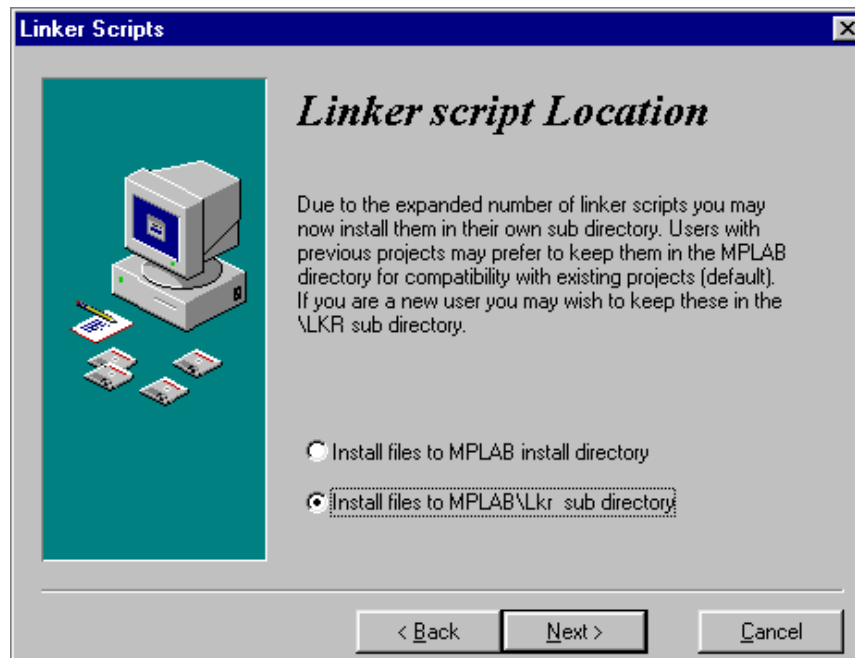 Linker Scripts
Linker script Location
Due to the expanded number of linker scripts you may
now install them in their own sub directory. Users with
previous projects may prefer to keep them in the MPLAB
directory for compatibility with existing projects (default).
If you are a new user you may wish to keep these in the
\LKR sub directory.
Install files to MPLAB install directory
Install files to MPLAB\Lkr sub directory
< Back
Next >
Cancel